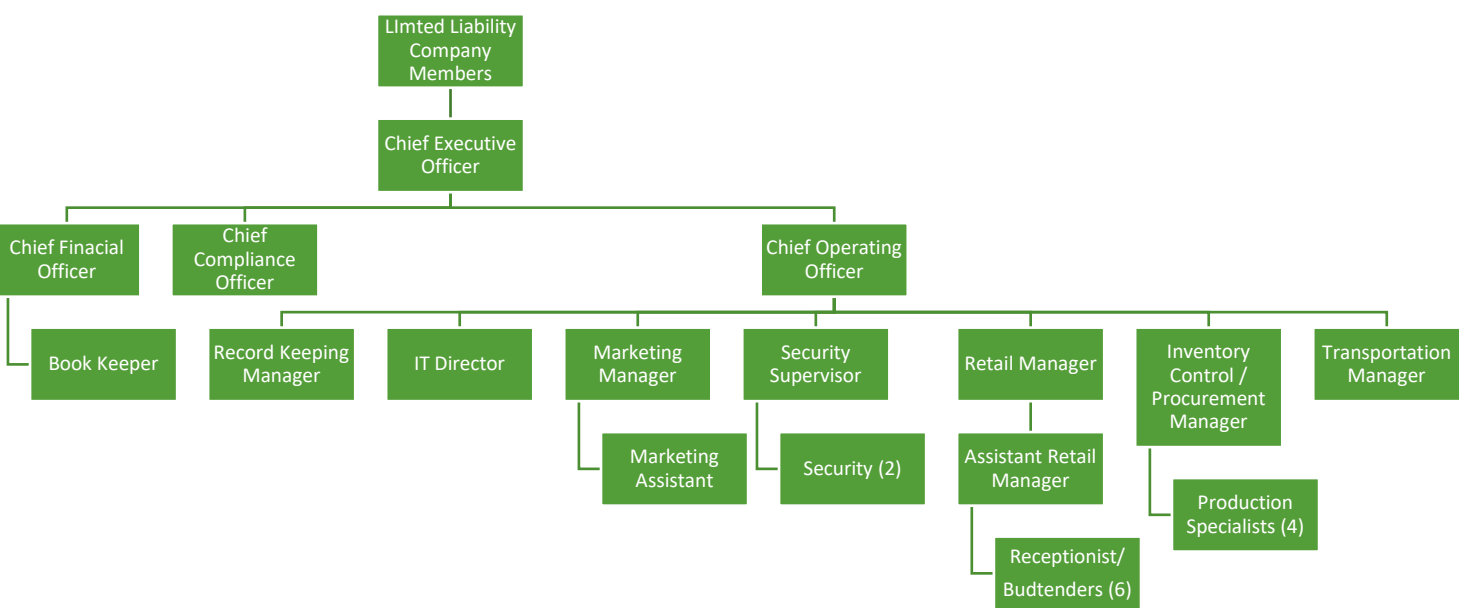 LImted Liability
Company
Members
Chief Executive
Officer
Chief Finacial
Officer
Chief
Compliance
Officer
Chief Operating
Officer
Book Keeper
Record Keeping
Manager
IT Director
Marketing
Manager
Security
Supervisor
Retail Manager
Inventory
Control /
Procurement
Manager
Transportation
Manager
Marketing
Assistant
Security (2)
Assistant Retail
Manager
Production
Specialists (4)
Receptionist/
Budtenders (6)